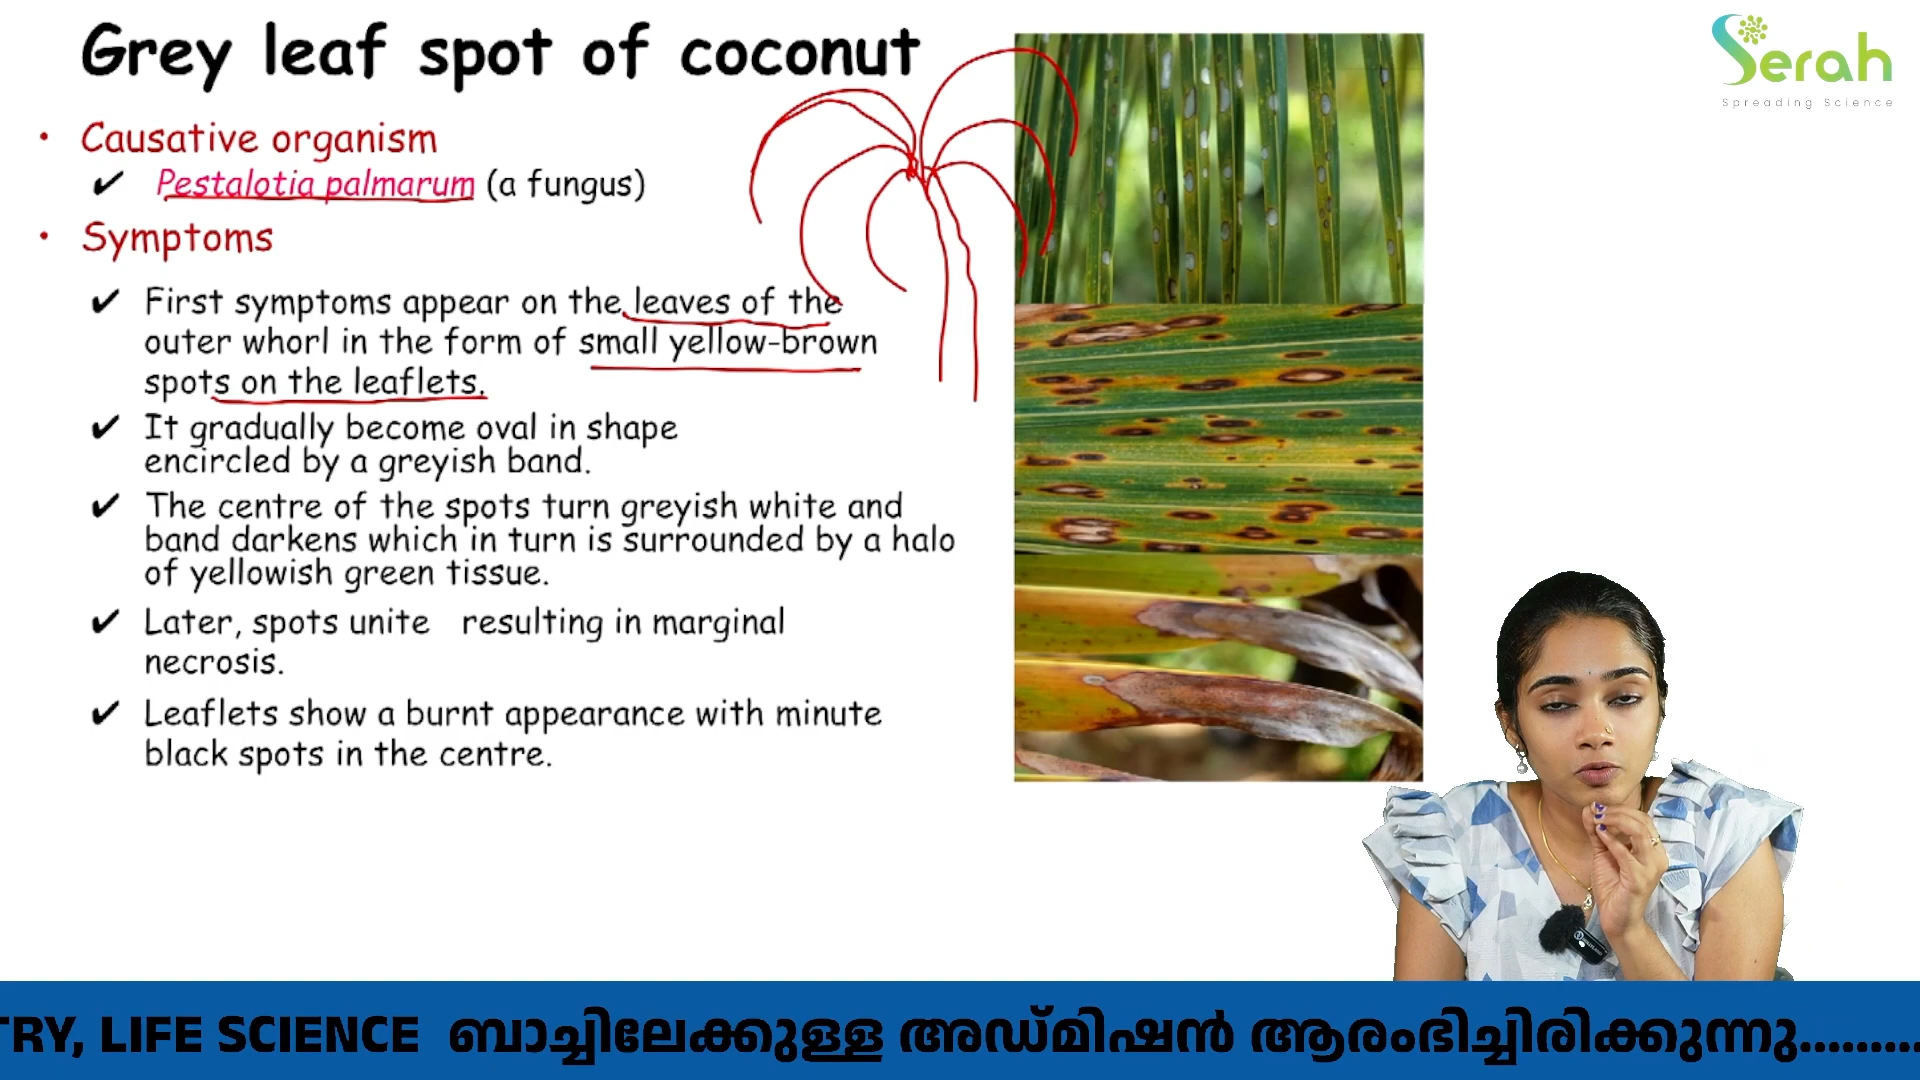 Grey leaf spot of coconut
Serah
Spreading Science
• Causative organism
✔ Pestalotia palmarum (a fungus)
• Symptoms
✔ First symptoms appear on the leaves of the
outer whorl in the form of small yellow-brown
spots on the leaflets.
✔ It gradually become oval in shape
encircled by a greyish band.
✔ The centre of the spots turn greyish white and
band darkens which in turn is surrounded by a halo
of yellowish green tissue.
✔ Later, spots unite resulting in marginal
necrosis.
✔ Leaflets show a burnt appearance with minute
black spots in the centre.
TRY, LIFE SCIENCE ബാച്ചിലേക്കുള്ള അഡ്മിഷൻ ആരംഭിച്ചിരിക്കുന്നു.........